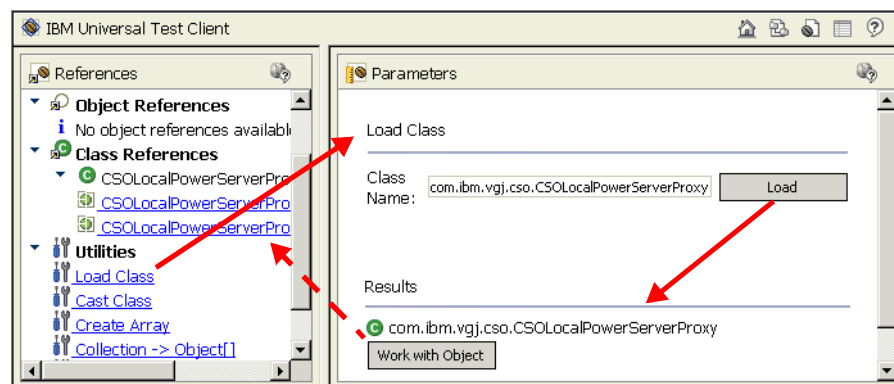 IBM Universal Test Client
References
Object References
No object references availabl
Class References
CSOLocalPowerServerPro
CSOLocalPowerServerPro
CSOLocalPowerServerPro
Utilities
Load Class
Cast Class
Create Array
Collection -> Object[]
Parameters
Load Class
Class Name:
com.ibm.vgj.cso.CSOLocalPowerServerProxy
Load
Results
com.ibm.vgj.cso.CSOLocalPowerServerProxy
Work with Object